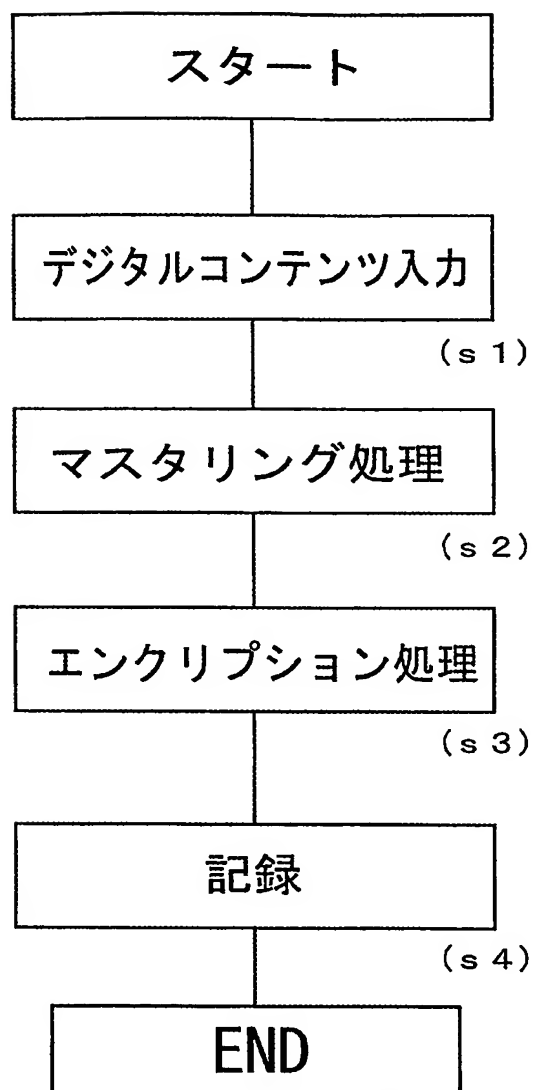 スタート
デジタルコンテンツ入力
(s 1)
マスタリング処理
(s 2)
エンクリプション処理
(s 3)
記録
(s 4)
END